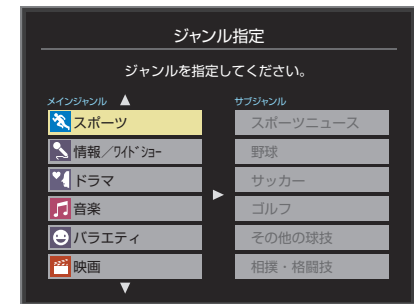 ジャンル指定
ジャンルを指定してください。
メインジャンル
スポーツ
情報／ワイドショー
ドラマ
音楽
バラエティ
映画
サブジャンル
スポーツニュース
野球
サッカー
ゴルフ
その他の球技
相撲・格闘技